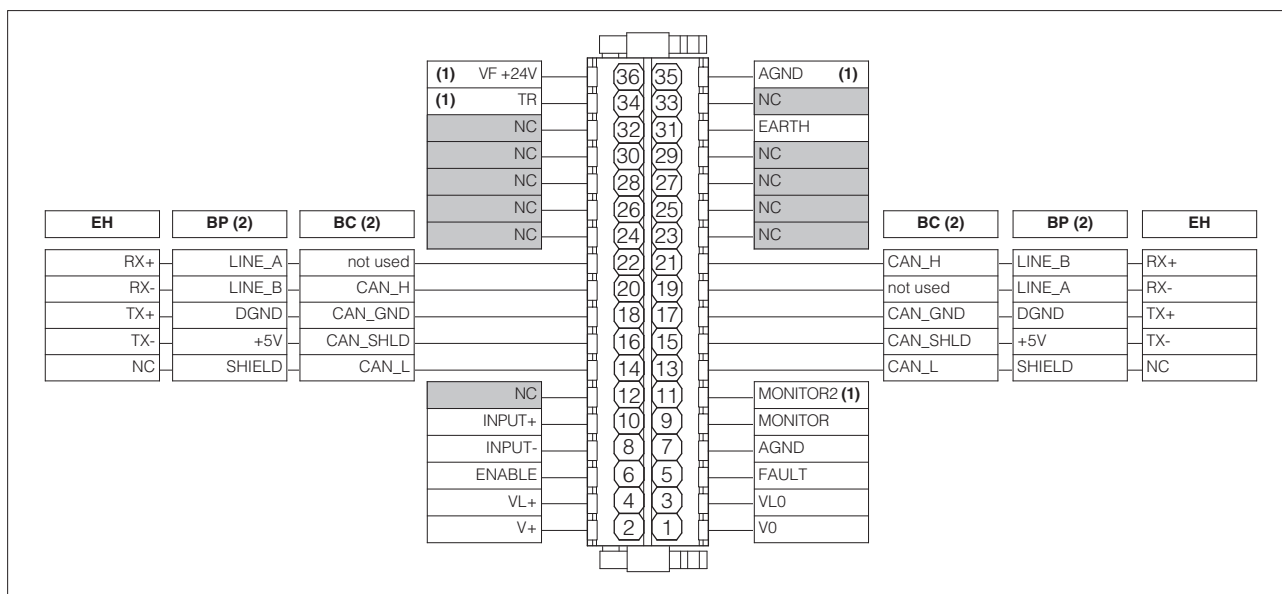 (1) VF +24V 36 35 AGND (1)
(1) TR 34 33 NC
NC 32 31 EARTH
NC 30 29 NC
NC 28 27 NC
NC 26 25 NC
NC 24 23 NC
EH BP (2) BC (2) BC (2) BP (2) EH
RX+ LINE_A not used 22 21 CAN_H LINE_B RX+
RX- LINE_B CAN_H 20 19 not used LINE_A RX-
TX+ DGND CAN_GND 18 17 CAN_GND DGND TX+
TX- +5V CAN_SHLD 16 15 CAN_SHLD +5V TX-
NC SHIELD CAN_L 14 13 CAN_L SHIELD NC
NC 12 11 MONITOR2 (1)
INPUT+ 10 9 MONITOR
INPUT- 8 7 AGND
ENABLE 6 5 FAULT
VL+ 4 3 VL0
V+ 2 1 V0